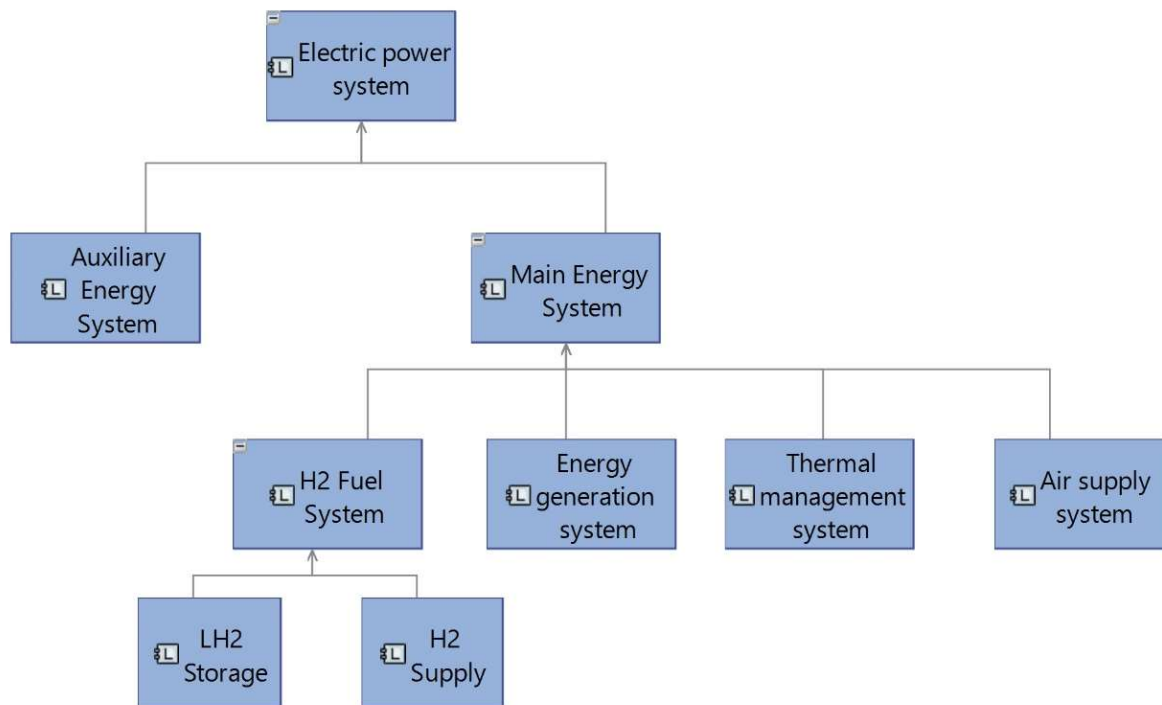 Electric power
system
Auxiliary
Energy
System
Main Energy
System
H2 Fuel
System
Energy
generation
system
Thermal
management
system
Air supply
system
LH2
Storage
H2
Supply